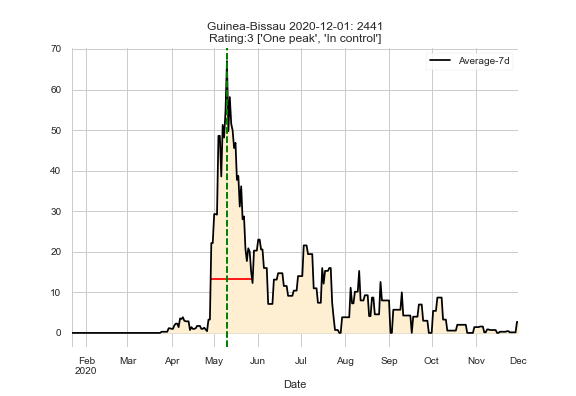 Guinea-Bissau 2020-12-01: 2441
Rating:3 ['One peak', 'In control']
Average-7d
70
60
50
40
30
20
10
0
Feb Mar Apr May Jun Jul Aug Sep Oct Nov Dec
2020
Date